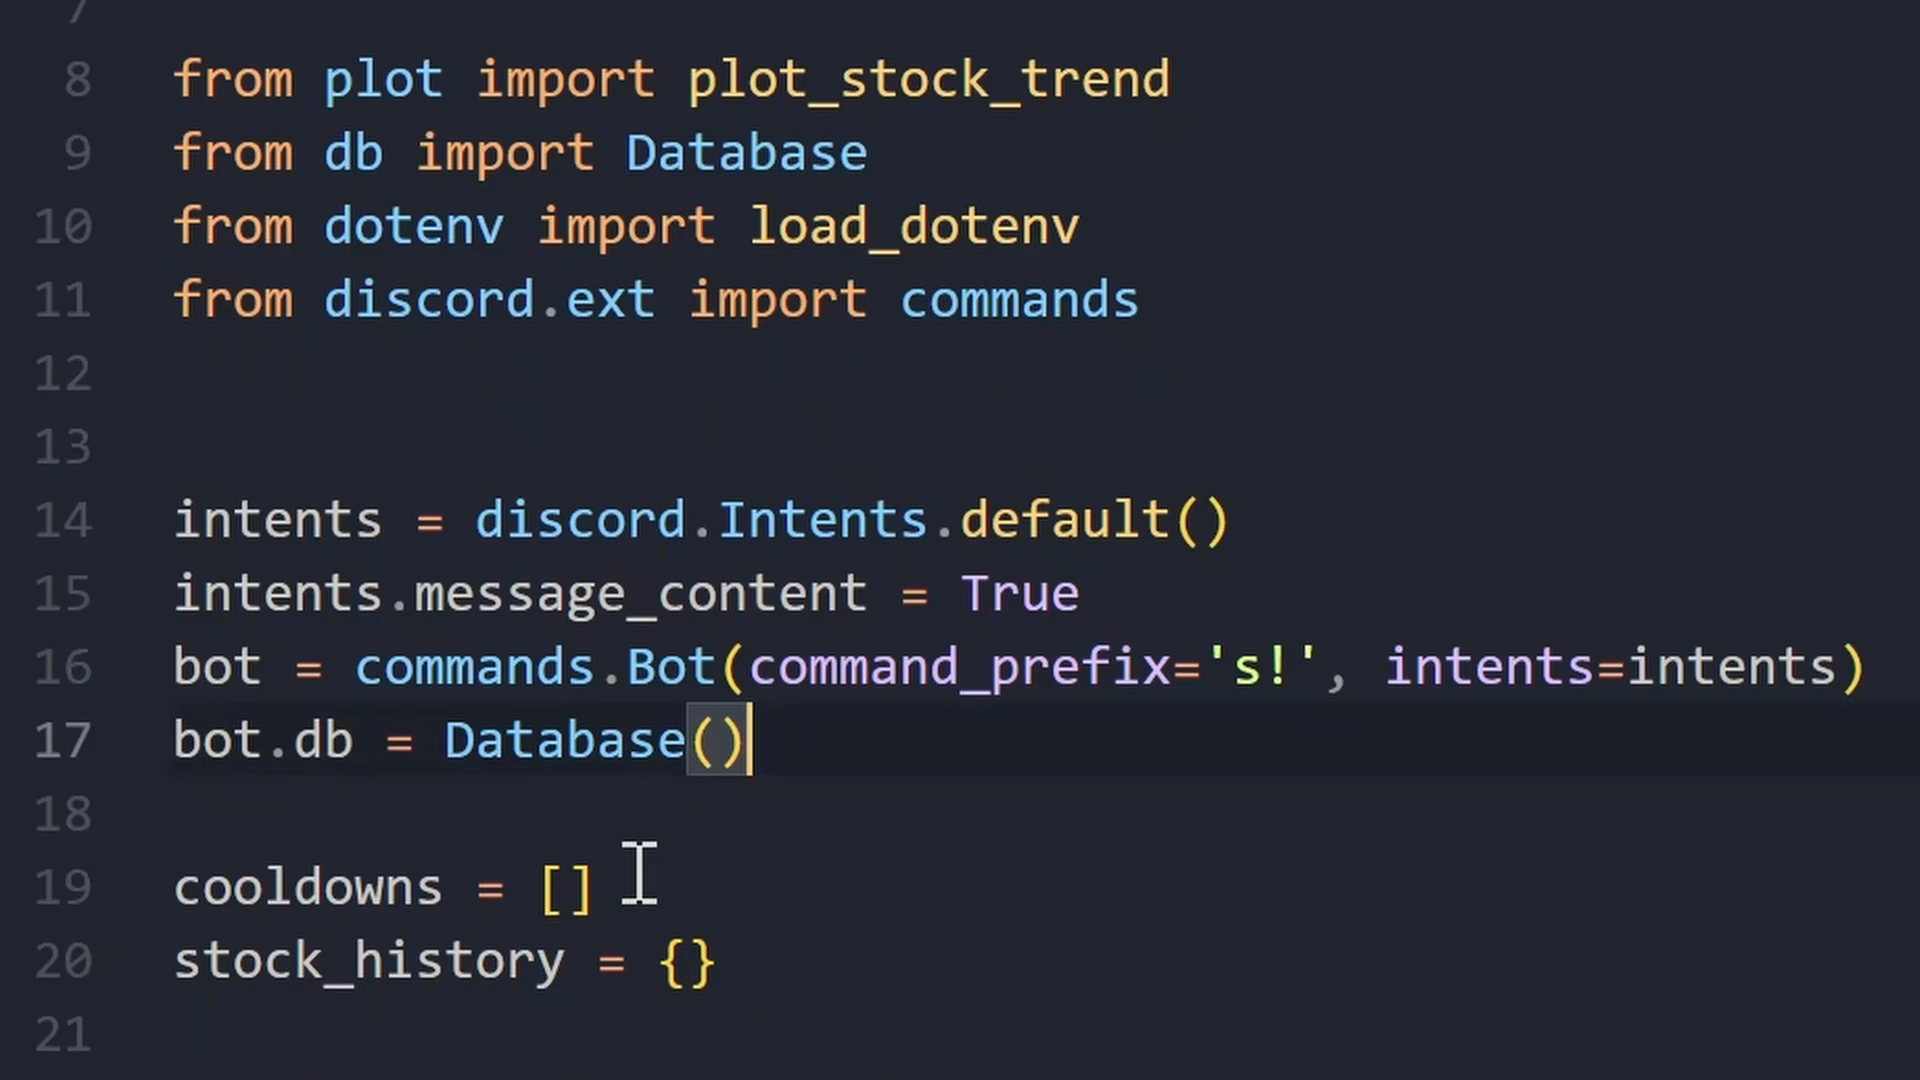 7
8 from plot import plot_stock_trend
9 from db import Database
10 from dotenv import load_dotenv
11 from discord.ext import commands
12
13
14 intents = discord.Intents.default()
15 intents.message_content = True
16 bot = commands.Bot(command_prefix='s!', intents=intents)
17 bot.db = Database()
18
19 cooldowns = []
20 stock_history = {}
21